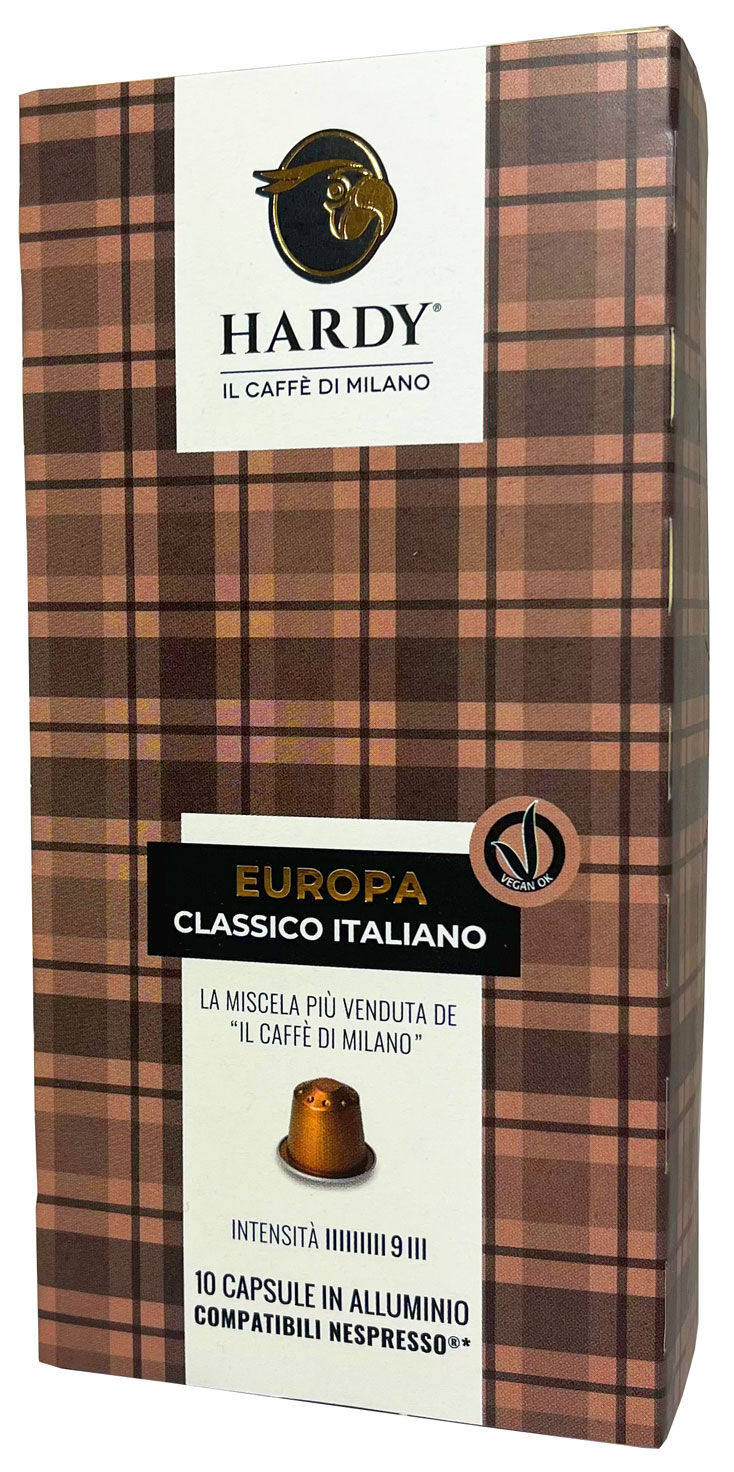 HARDY®
IL CAFFÈ DI MILANO
EUROPA
CLASSICO ITALIANO
VEGAN OK
LA MISCELA PIÙ VENDUTA DE
“IL CAFFÈ DI MILANO”
INTENSITÀ IIIIIIIII 9 III
10 CAPSULE IN ALLUMINIO
COMPATIBILI NESPRESSO®*